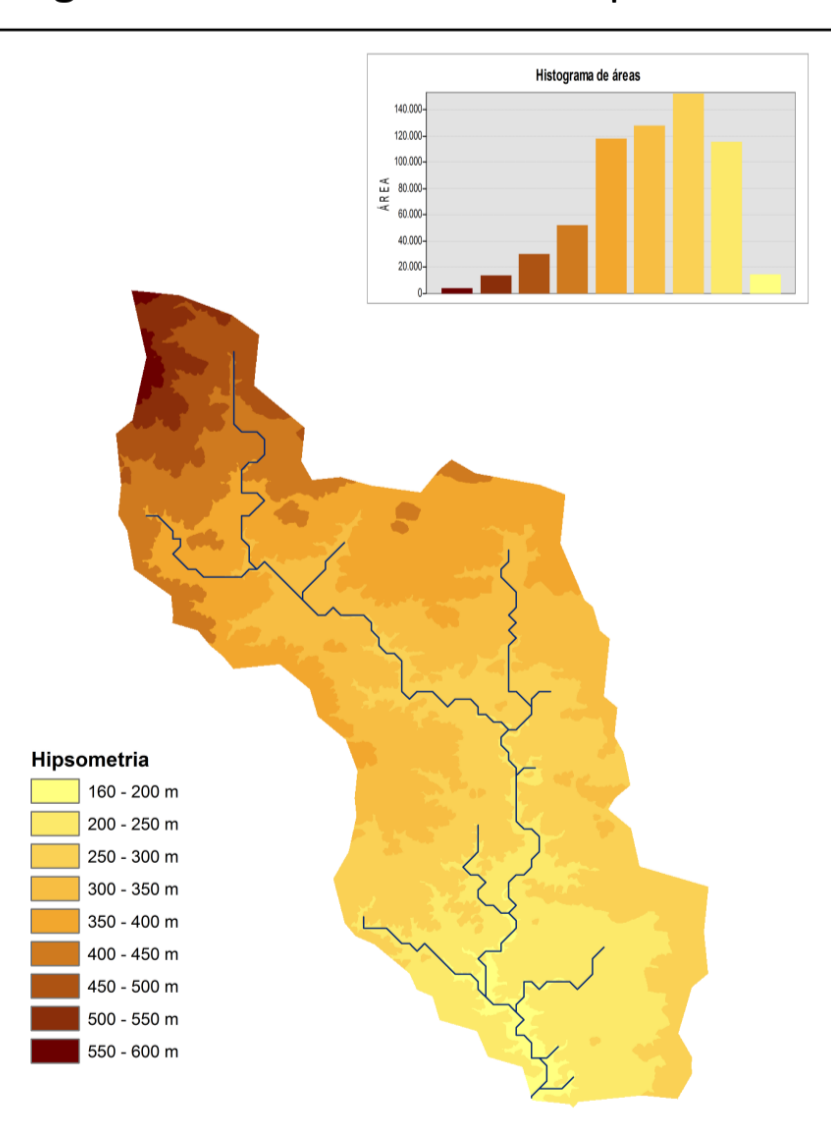 Histograma de áreas
ÁREA
140.000
120.000
100.000
80.000
60.000
40.000
20.000
0
Hipsometria
160 - 200 m
200 - 250 m
250 - 300 m
300 - 350 m
350 - 400 m
400 - 450 m
450 - 500 m
500 - 550 m
550 - 600 m